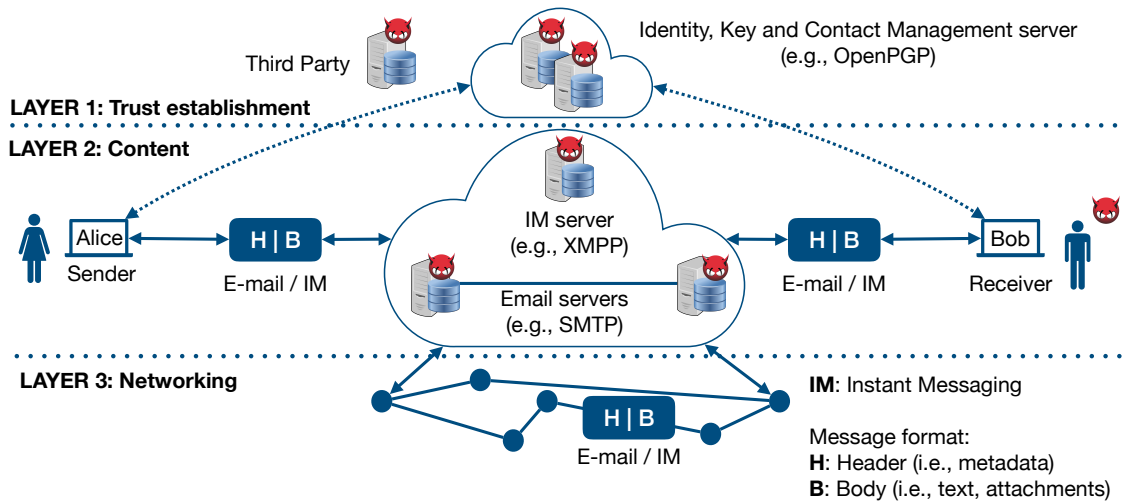 Identity, Key and Contact Management server
(e.g., OpenPGP)
Third Party
LAYER 1: Trust establishment
LAYER 2: Content
IM server
(e.g., XMPP)
Alice
H | B
H | B
Bob
Sender
E-mail / IM
E-mail / IM
Receiver
Email servers
(e.g., SMTP)
LAYER 3: Networking
IM: Instant Messaging
H | B
E-mail / IM
Message format:
H: Header (i.e., metadata)
B: Body (i.e., text, attachments)